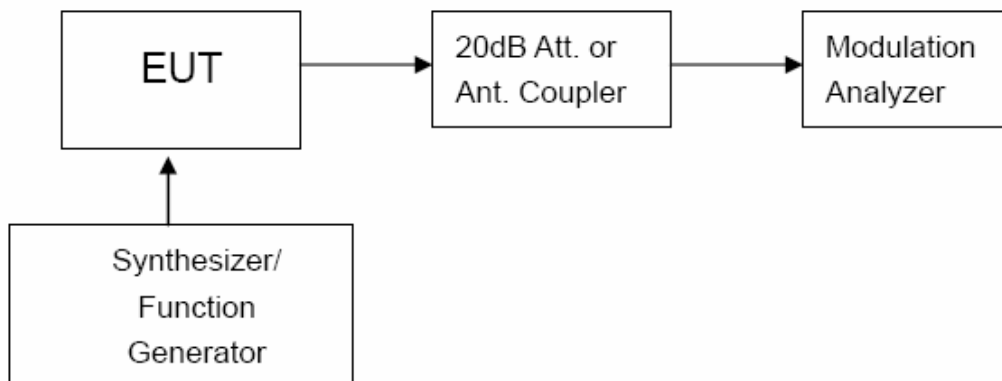 EUT
20dB Att. or
Ant. Coupler
Modulation
Analyzer
Synthesizer/
Function
Generator